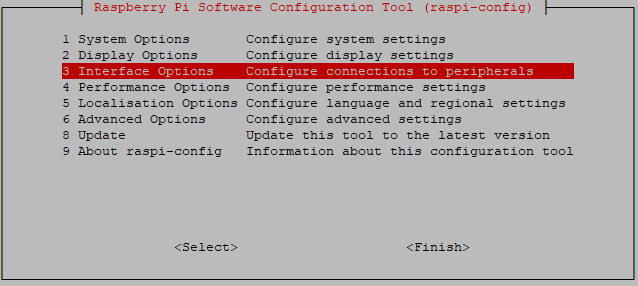 Raspberry Pi Software Configuration Tool (raspi-config)
1 System Options Configure system settings
2 Display Options Configure display settings
3 Interface Options Configure connections to peripherals
4 Performance Options Configure performance settings
5 Localisation Options Configure language and regional settings
6 Advanced Options Configure advanced settings
8 Update Update this tool to the latest version
9 About raspi-config Information about this configuration tool
<Select> <Finish>